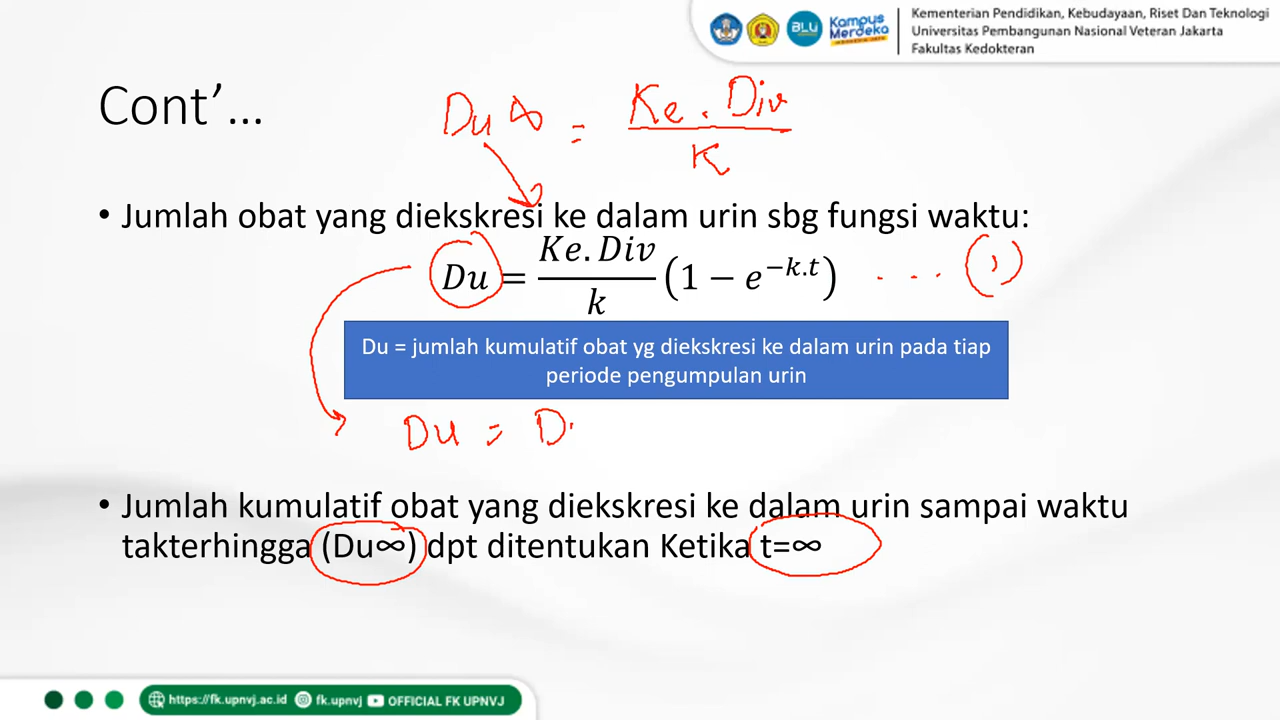 Kementerian Pendidikan, Kebudayaan, Riset Dan Teknologi
BLU
Kampus
Merdeka
Universitas Pembangunan Nasional Veteran Jakarta
Fakultas Kedokteran
Cont’...
Du ∞ = Ke . Div / K
• Jumlah obat yang diekskresi ke dalam urin sbg fungsi waktu:
Du = Ke. Div / k (1 − e^−k.t) ... (1)
Du = jumlah kumulatif obat yg diekskresi ke dalam urin pada tiap
periode pengumpulan urin
Du = D
• Jumlah kumulatif obat yang diekskresi ke dalam urin sampai waktu
takterhingga (Du∞) dpt ditentukan Ketika t=∞
https://fk.upnvj.ac.id fk.upnvj OFFICIAL FK UPNVJ